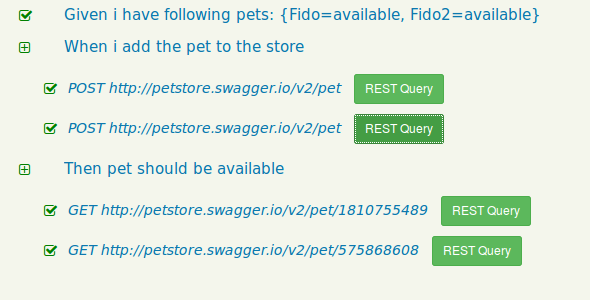 Given i have following pets: {Fido=available, Fido2=available}
When i add the pet to the store
POST http://petstore.swagger.io/v2/pet REST Query
POST http://petstore.swagger.io/v2/pet REST Query
Then pet should be available
GET http://petstore.swagger.io/v2/pet/1810755489 REST Query
GET http://petstore.swagger.io/v2/pet/575868608 REST Query